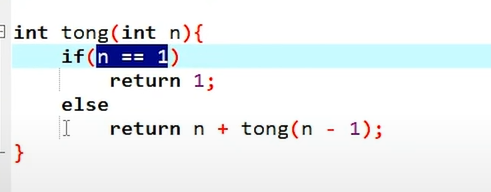 int tong(int n){
    if(n == 1)
        return 1;
    else
        return n + tong(n - 1);
}